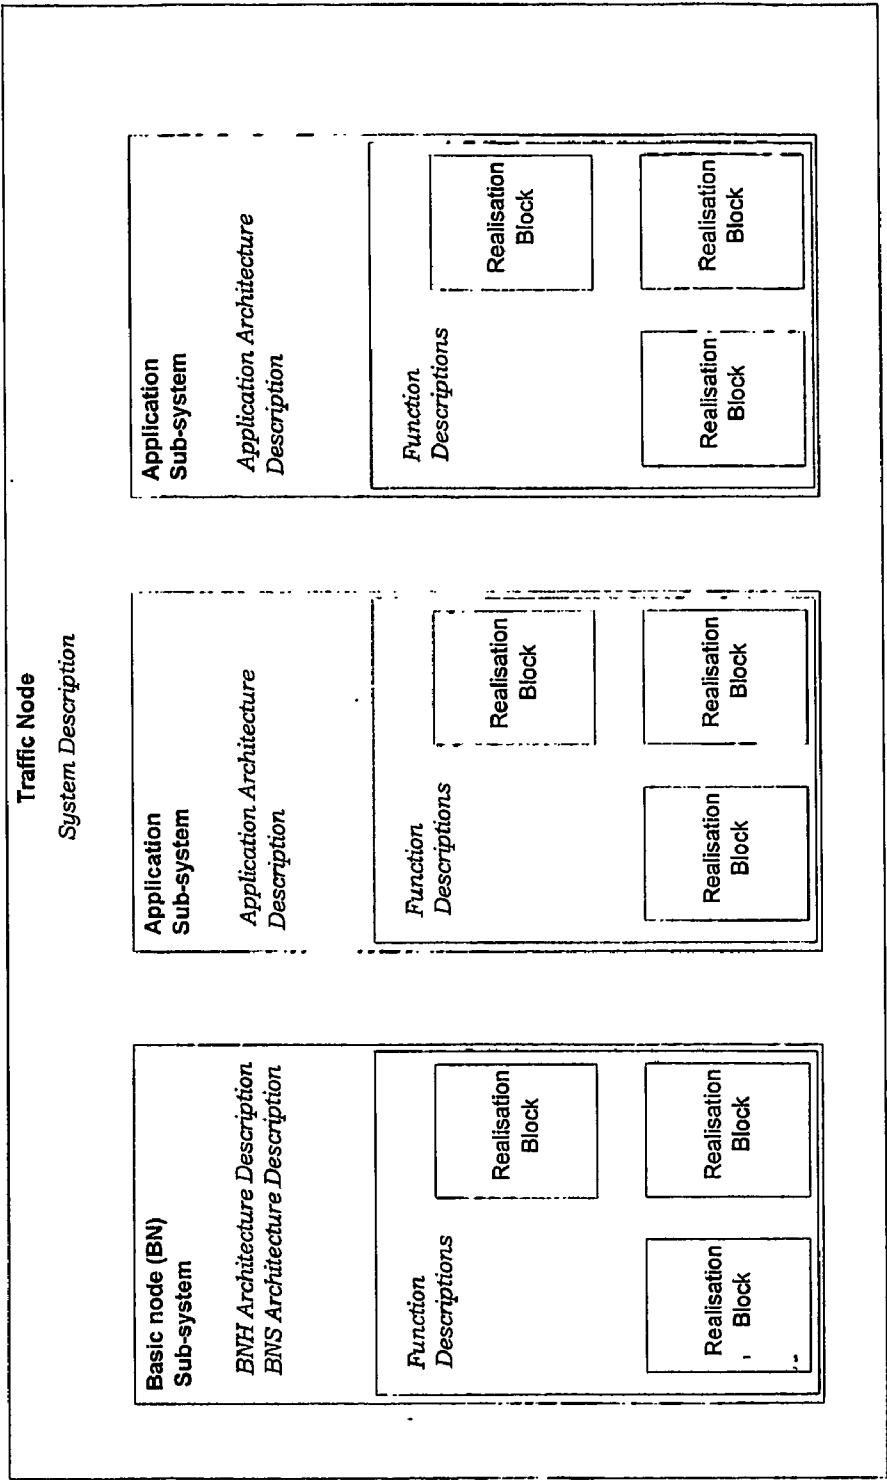 Traffic Node
System Description
Basic node (BN)
Sub-system
BNH Architecture Description
BNS Architecture Description
Function
Descriptions
Realisation
Block
Realisation
Block
Realisation
Block
Application
Sub-system
Application Architecture
Description
Function
Descriptions
Realisation
Block
Realisation
Block
Realisation
Block
Application
Sub-system
Application Architecture
Description
Function
Descriptions
Realisation
Block
Realisation
Block
Realisation
Block